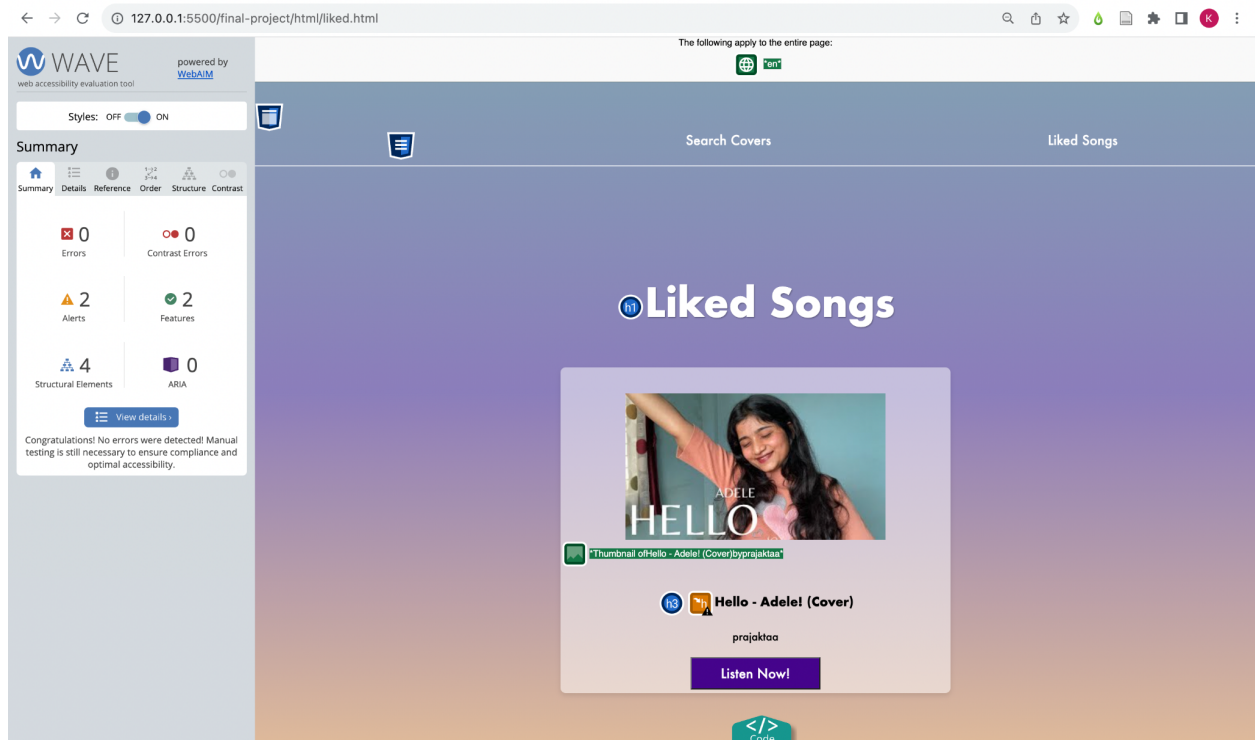 127.0.0.1:5500/final-project/html/liked.html
K
WAVE
web accessibility evaluation tool
powered by
WebAIM
Styles: OFF ON
Summary
Summary Details Reference Order Structure Contrast
0
Errors
0
Contrast Errors
2
Alerts
2
Features
4
Structural Elements
0
ARIA
View details ›
Congratulations! No errors were detected! Manual
testing is still necessary to ensure compliance and
optimal accessibility.
The following apply to the entire page:
*en*
Search Covers
Liked Songs
h1 Liked Songs
ADELE
HELLO
*Thumbnail ofHello - Adele! (Cover)byprajaktaa*
h3 h Hello - Adele! (Cover)
prajaktaa
Listen Now!
</>
Code